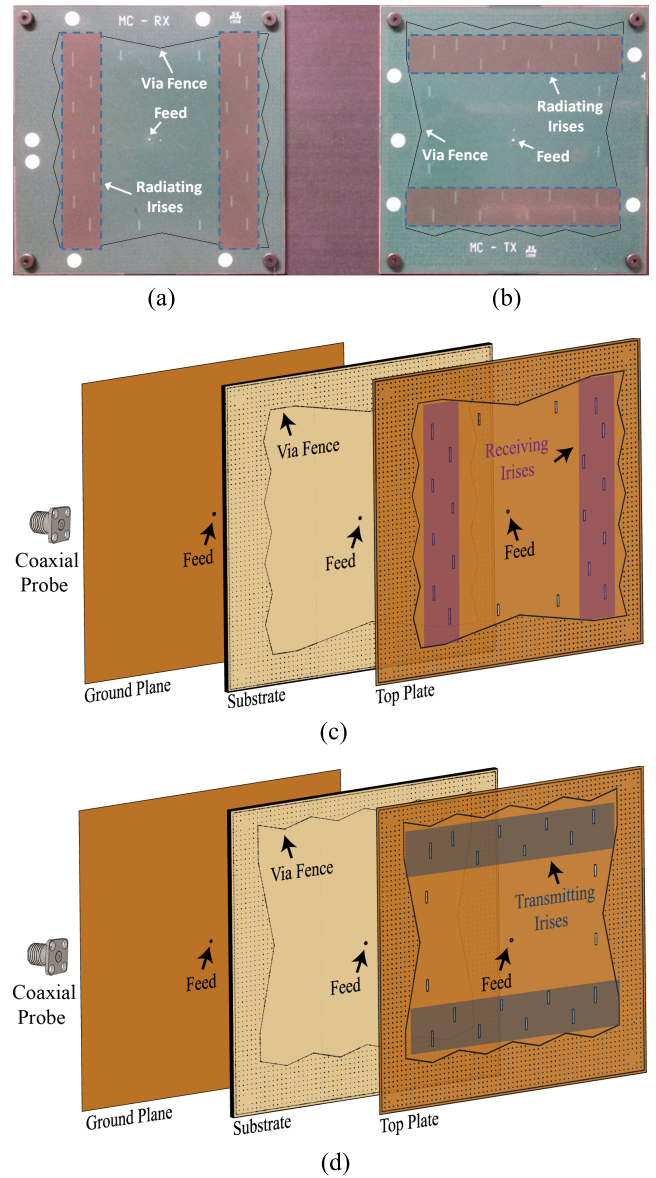 MC - RX
1998
Via Fence
Feed
Radiating
Irises
Radiating
Irises
Via Fence
Feed
MC - TX
1998
(a)
(b)
Via Fence
Receiving
Irises
Feed
Feed
Feed
Coaxial
Probe
Ground Plane
Substrate
Top Plate
(c)
Via Fence
Transmitting
Irises
Feed
Feed
Feed
Coaxial
Probe
Ground Plane
Substrate
Top Plate
(d)